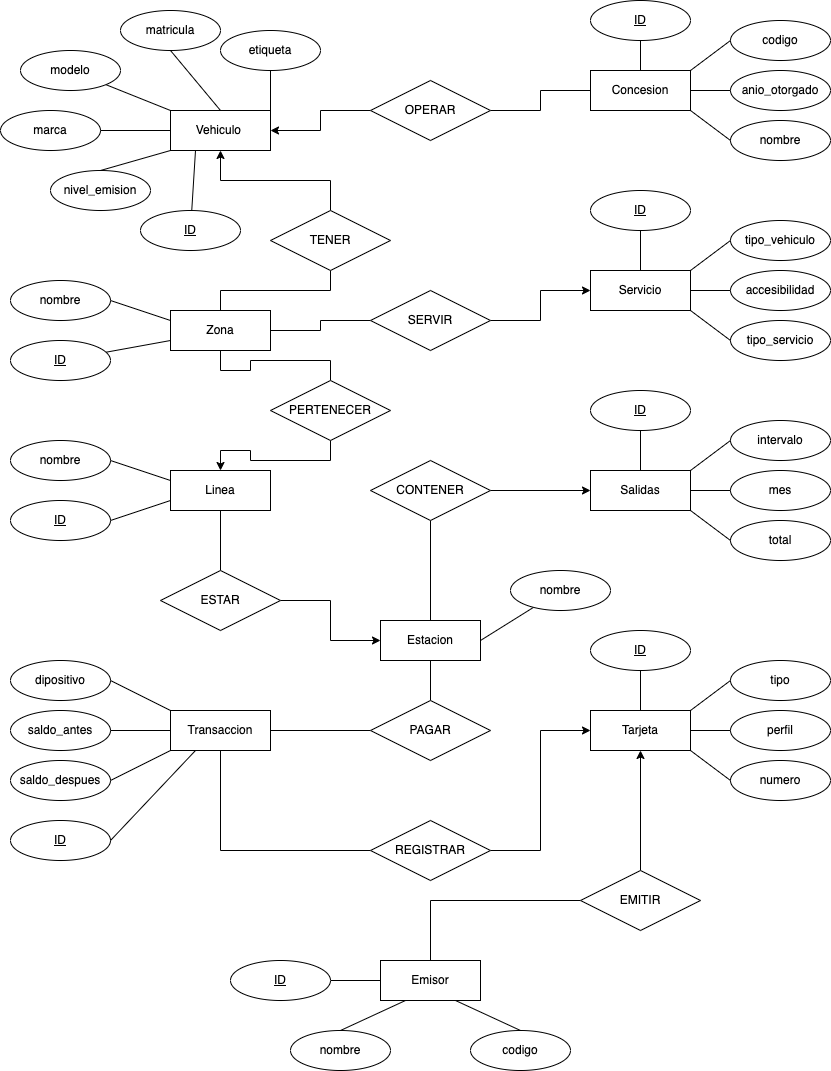 ID
matricula
codigo
etiqueta
modelo
Concesion
anio_otorgado
OPERAR
marca
Vehiculo
nombre
nivel_emision
ID
ID
TENER
tipo_vehiculo
nombre
Servicio
accesibilidad
SERVIR
Zona
ID
tipo_servicio
PERTENECER
ID
nombre
intervalo
Linea
CONTENER
Salidas
mes
ID
total
ESTAR
nombre
Estacion
ID
dipositivo
tipo
saldo_antes
Transaccion
PAGAR
Tarjeta
perfil
saldo_despues
numero
ID
REGISTRAR
EMITIR
ID
Emisor
nombre
codigo